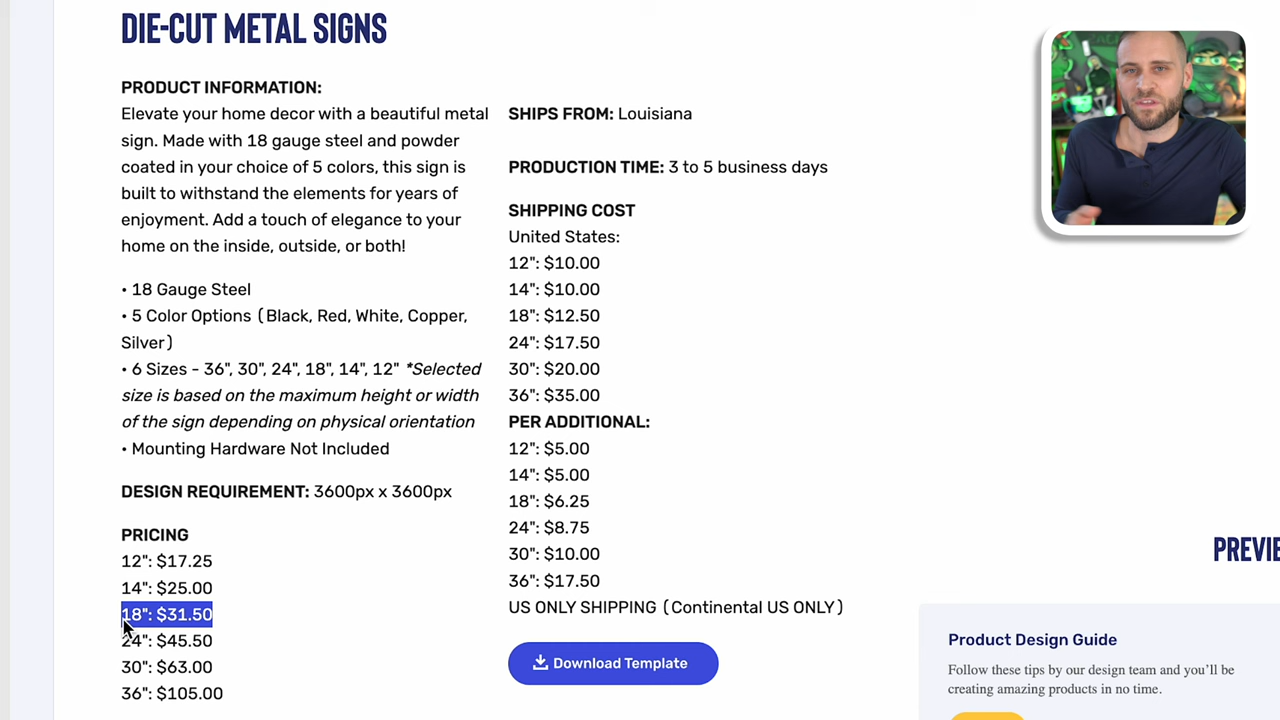 DIE-CUT METAL SIGNS
PRODUCT INFORMATION:
Elevate your home decor with a beautiful metal
sign. Made with 18 gauge steel and powder
coated in your choice of 5 colors, this sign is
built to withstand the elements for years of
enjoyment. Add a touch of elegance to your
home on the inside, outside, or both!
• 18 Gauge Steel
• 5 Color Options (Black, Red, White, Copper,
Silver)
• 6 Sizes - 36", 30", 24", 18", 14", 12" *Selected
size is based on the maximum height or width
of the sign depending on physical orientation
• Mounting Hardware Not Included
DESIGN REQUIREMENT: 3600px x 3600px
PRICING
12": $17.25
14": $25.00
18": $31.50
24": $45.50
30": $63.00
36": $105.00
SHIPS FROM: Louisiana
PRODUCTION TIME: 3 to 5 business days
SHIPPING COST
United States:
12": $10.00
14": $10.00
18": $12.50
24": $17.50
30": $20.00
36": $35.00
PER ADDITIONAL:
12": $5.00
14": $5.00
18": $6.25
24": $8.75
30": $10.00
36": $17.50
US ONLY SHIPPING (Continental US ONLY)
Download Template
PREVIE
Product Design Guide
Follow these tips by our design team and you'll be
creating amazing products in no time.